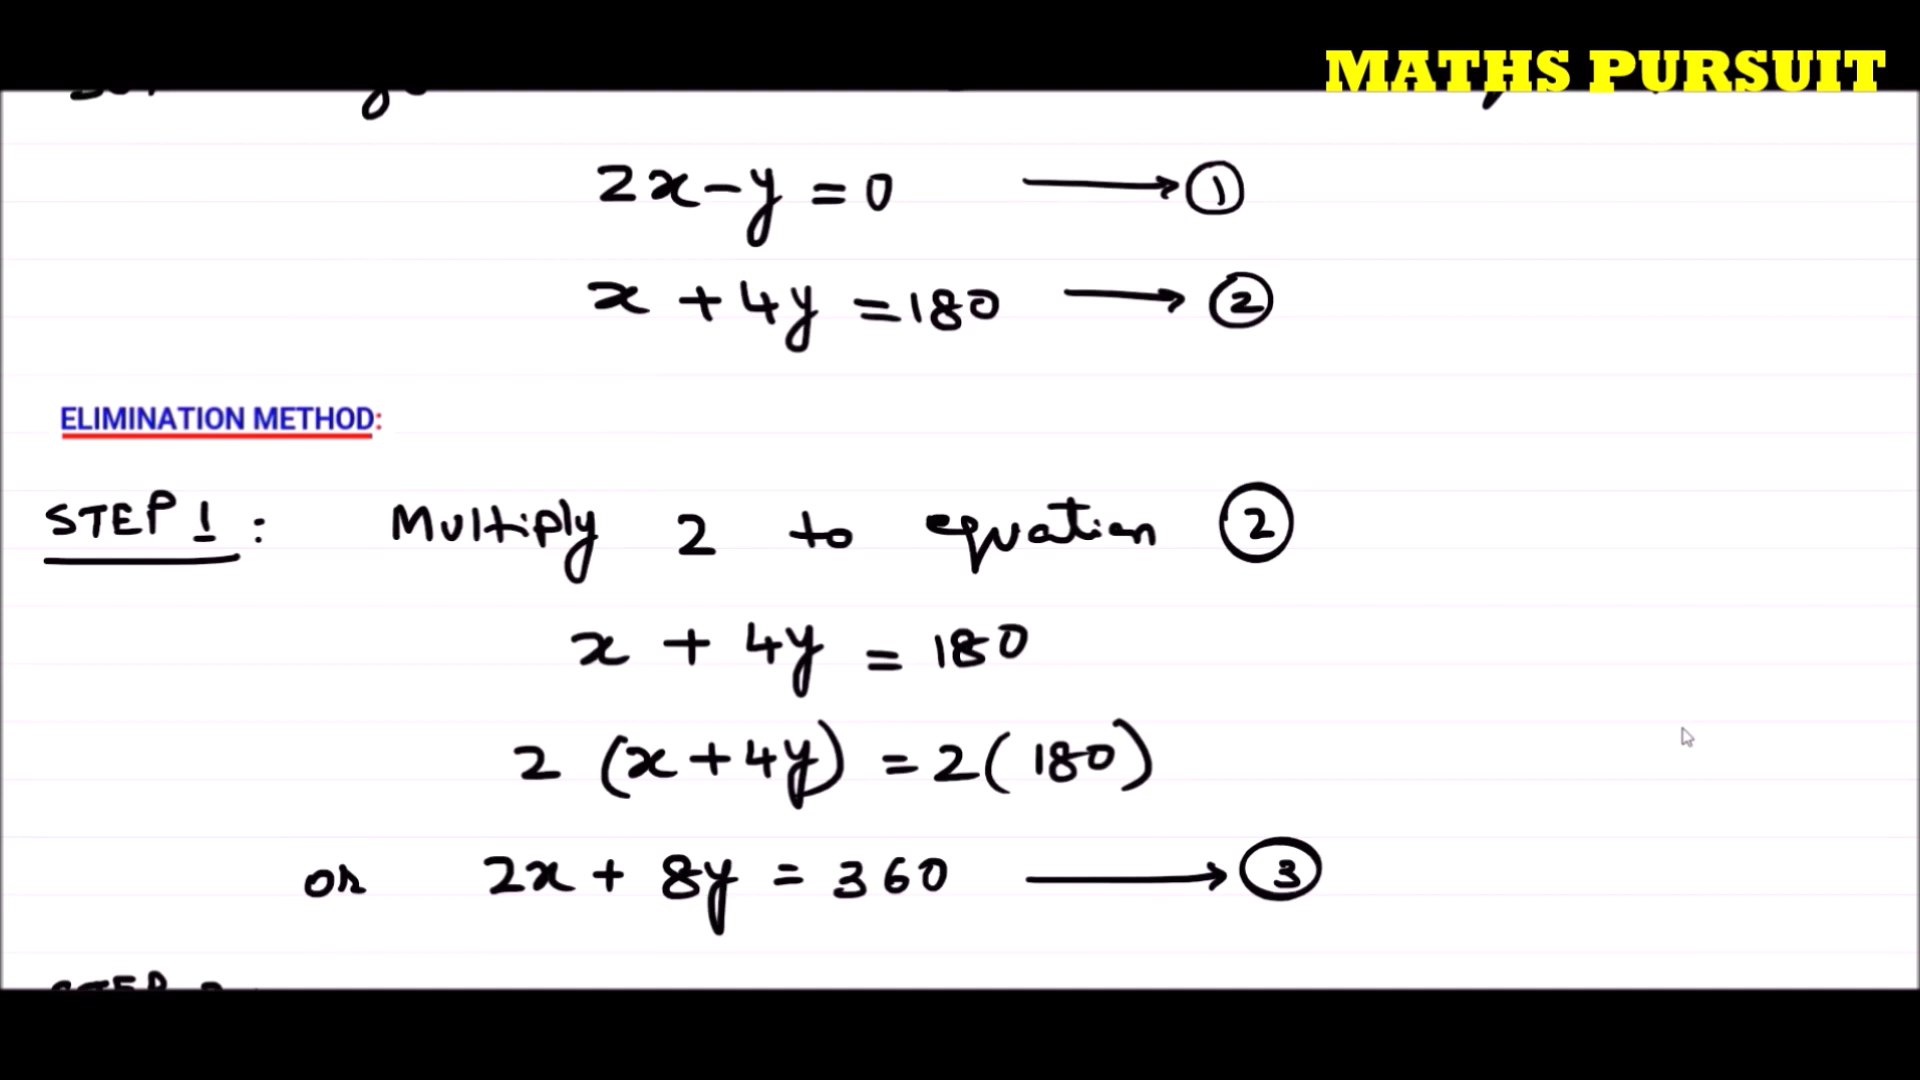 MATHS PURSUIT
2x - y = 0 ⟶ ①
x + 4y = 180 ⟶ ②
ELIMINATION METHOD:
STEP 1 : Multiply 2 to equation ②
x + 4y = 180
2 (x + 4y) = 2 (180)
or 2x + 8y = 360 ⟶ ③